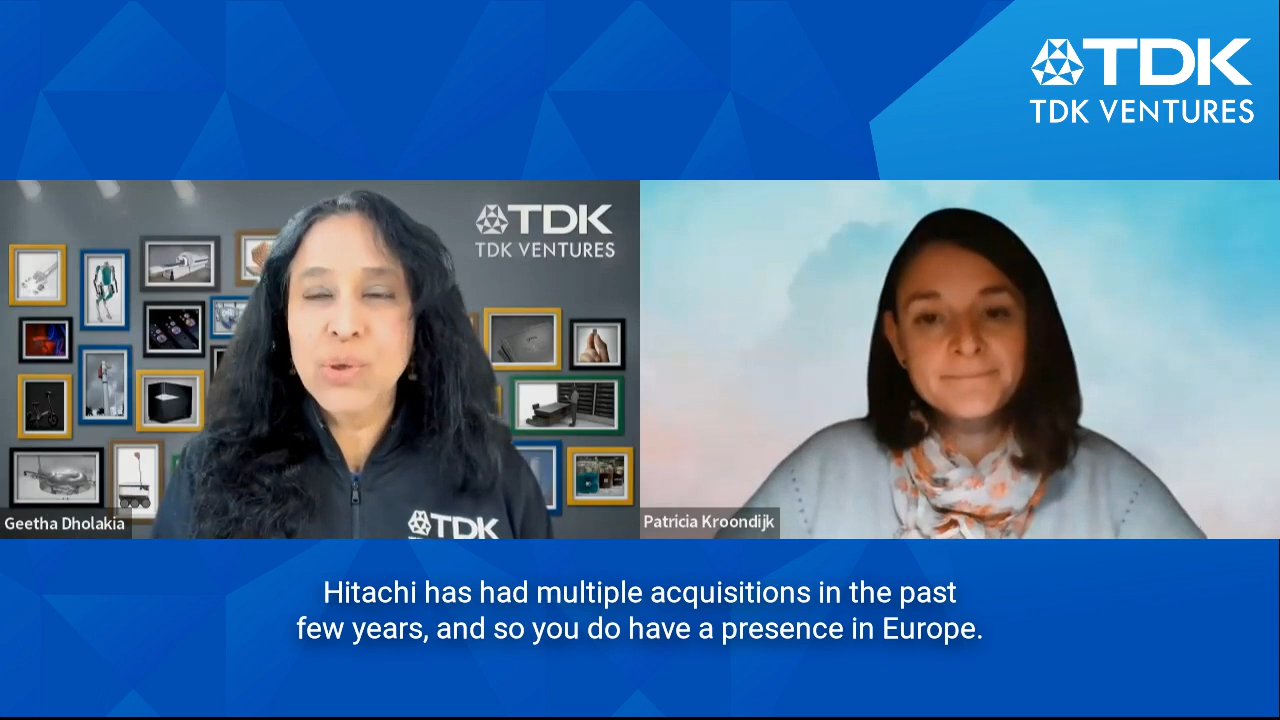 TDK
TDK VENTURES
TDK
TDK VENTURES
TDK
Geetha Dholakia
Patricia Kroondijk
Hitachi has had multiple acquisitions in the past
few years, and so you do have a presence in Europe.